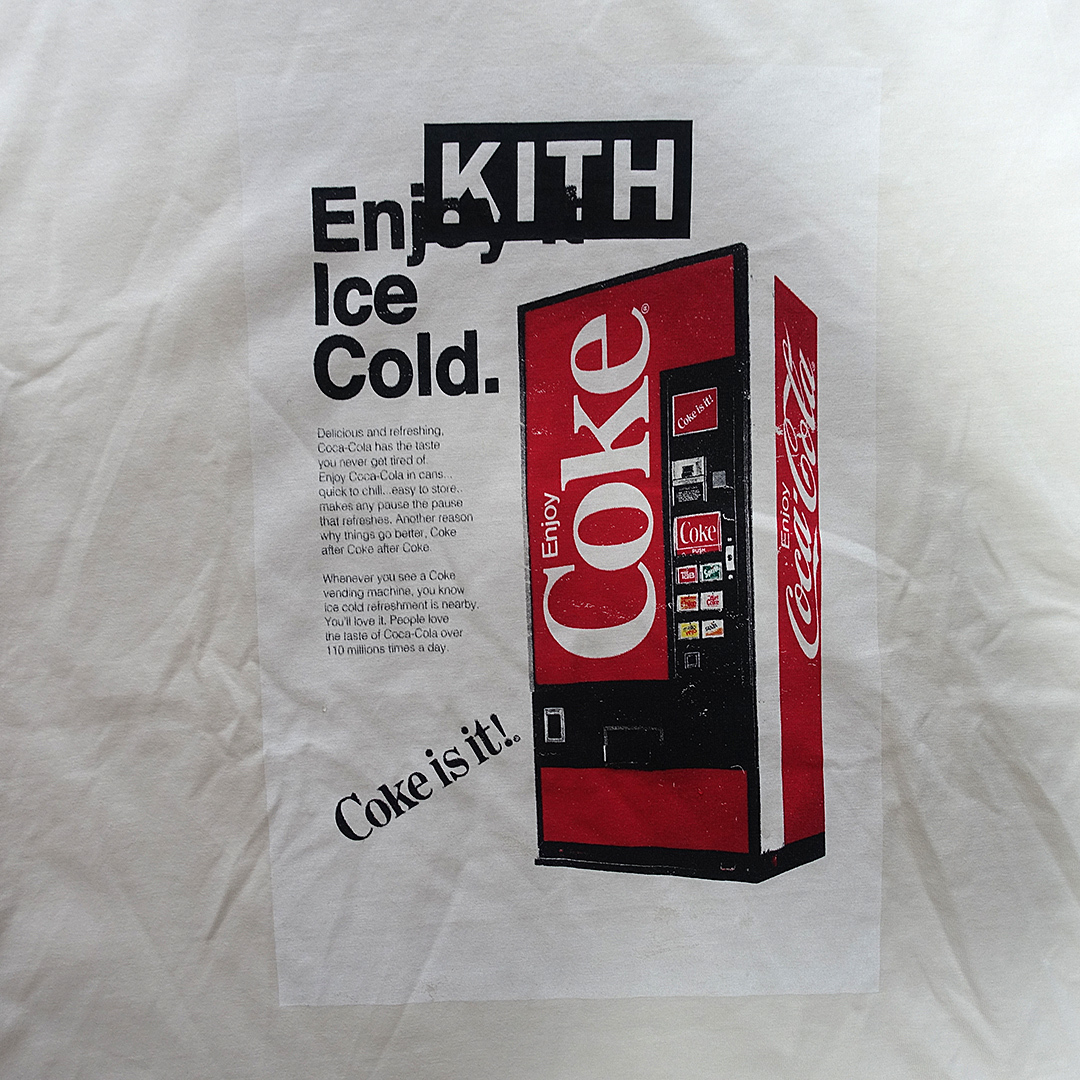 KITH
Enjoy it
Ice
Cold.
Delicious and refreshing,
Coca-Cola has the taste
you never get tired of.
Enjoy Coca-Cola in cans...
quick to chill...easy to store..
makes any pause the pause
that refreshes. Another reason
why things go better, Coke
after Coke after Coke.
Whenever you see a Coke
vending machine, you know
ice cold refreshment is nearby.
You'll love it. People love
the taste of Coca-Cola over
110 millions times a day.
Coke is it!
Enjoy
Coke
Coke is it!
Coke
TAB
Sprite
Enjoy
Coca-Cola